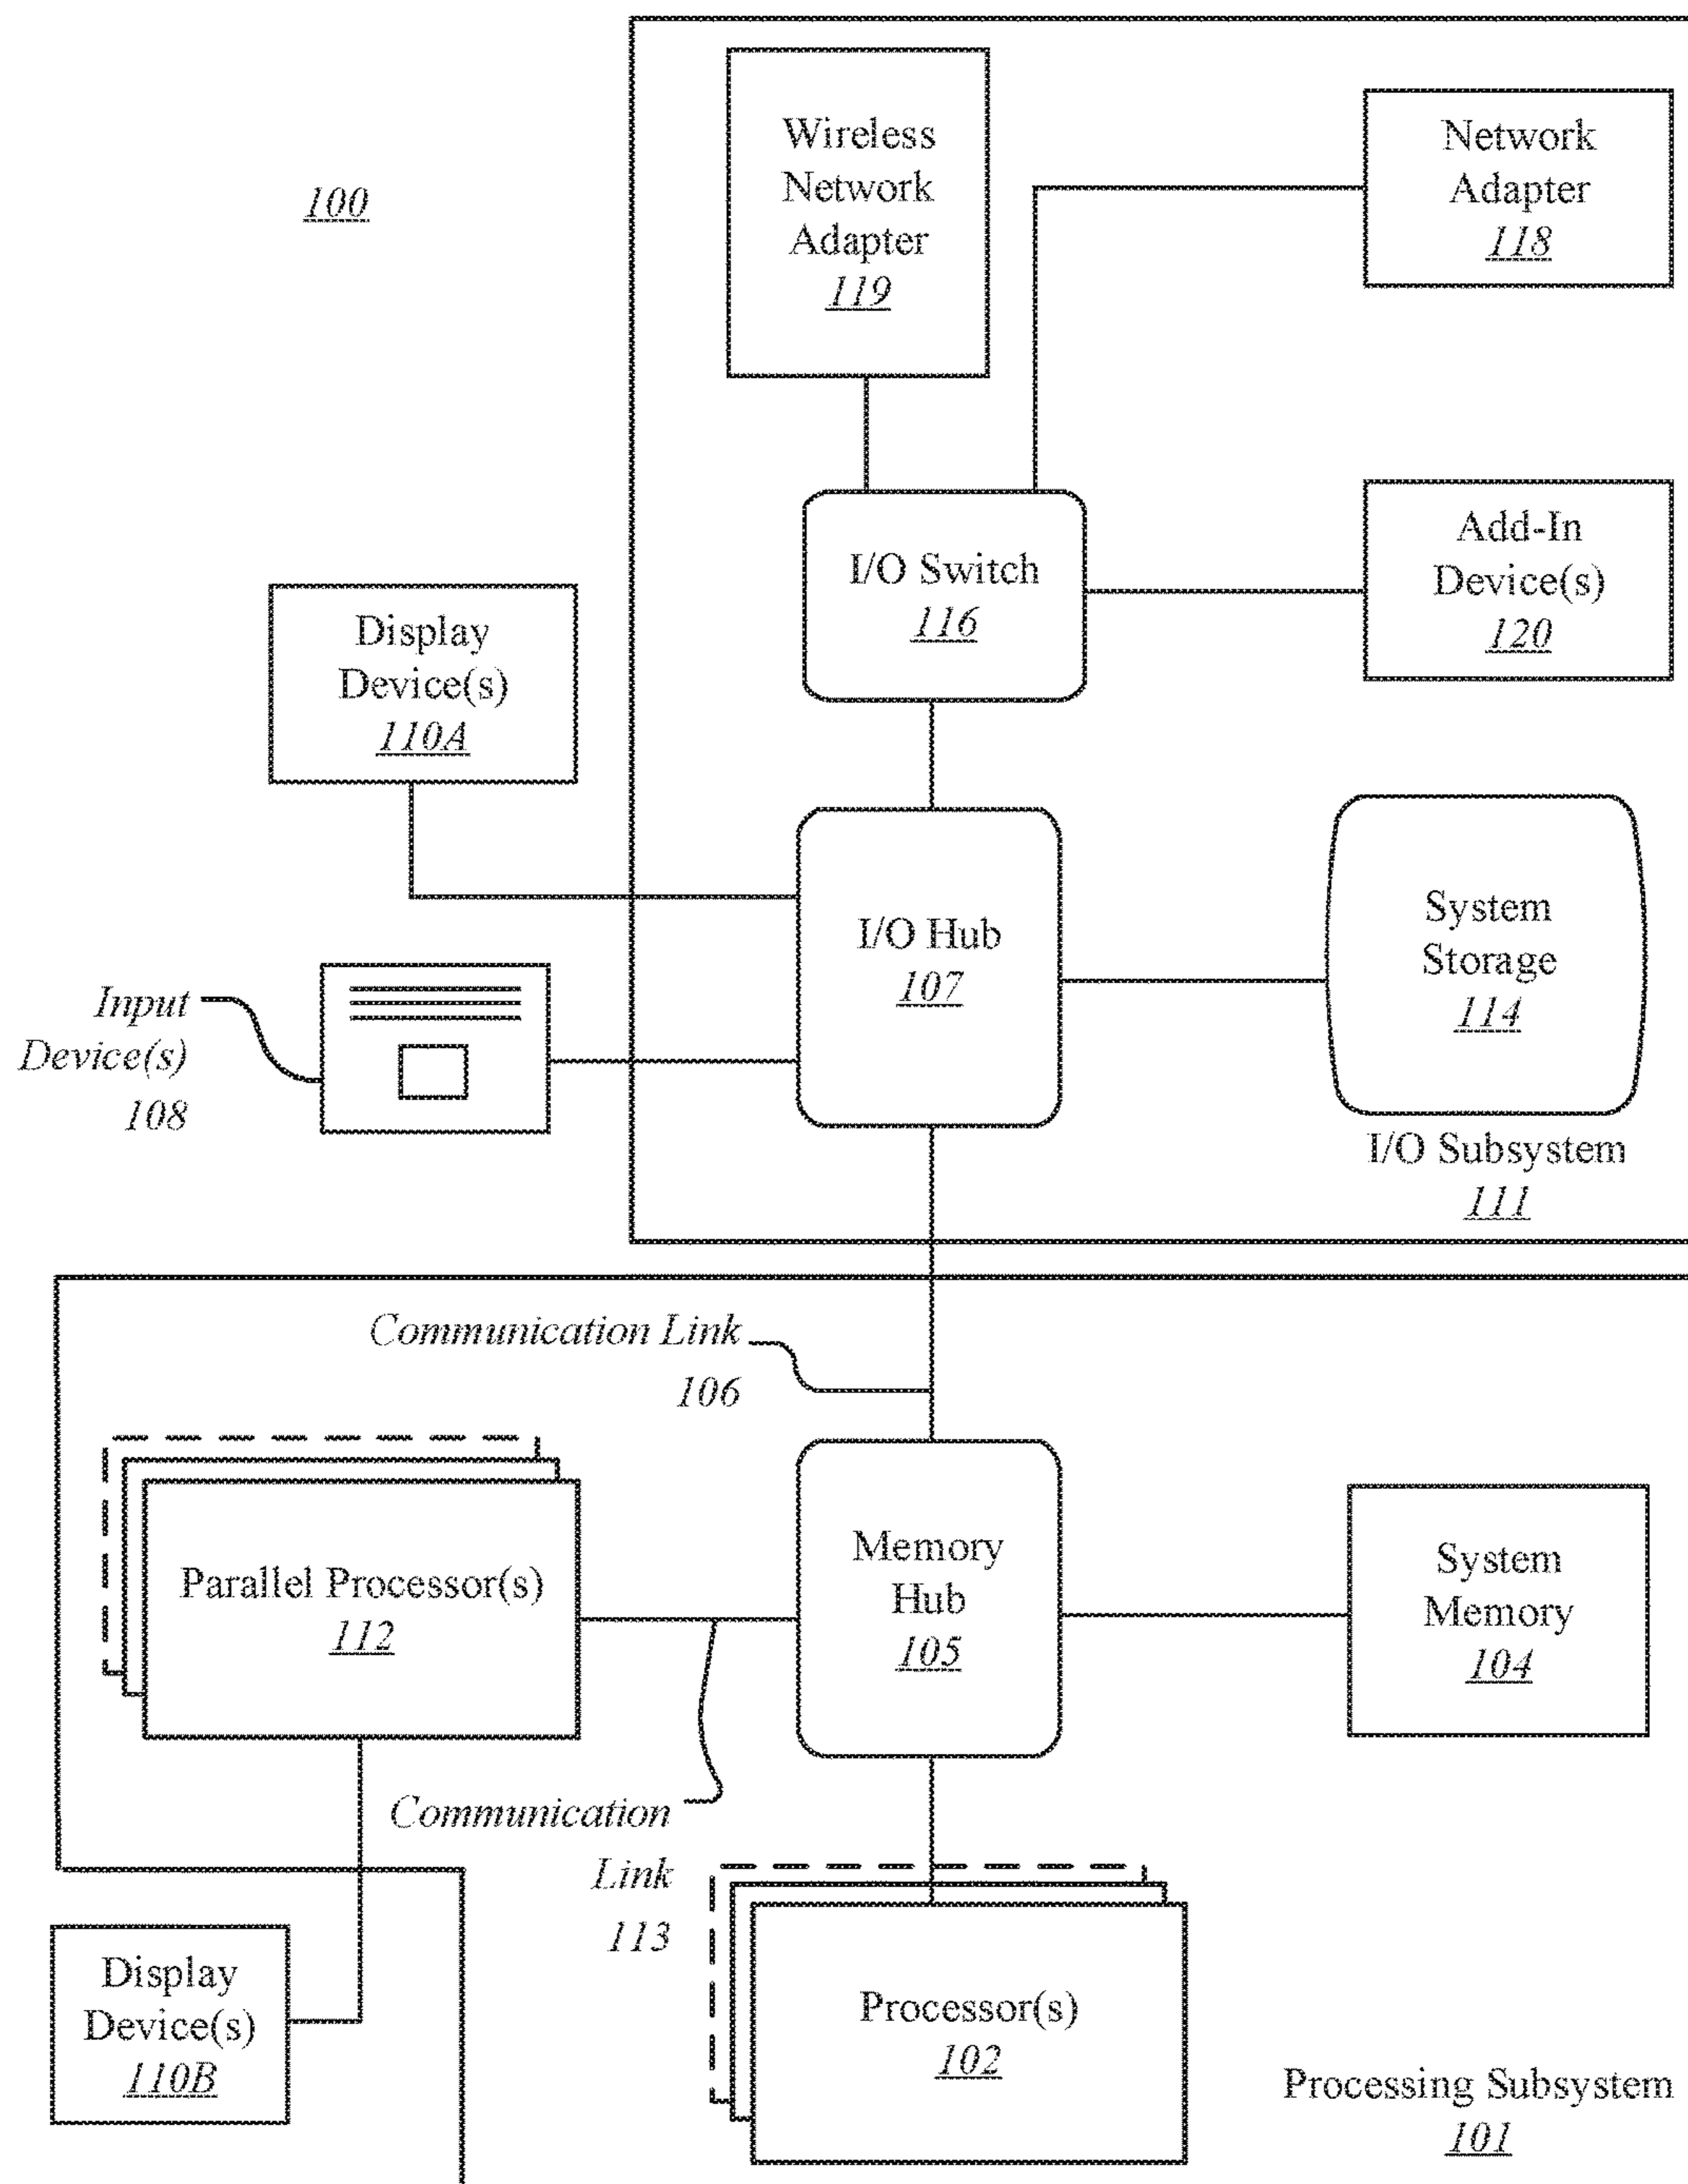 100
Wireless
Network
Adapter
119
Network
Adapter
118
I/O Switch
116
Add-In
Device(s)
120
Display
Device(s)
110A
I/O Hub
107
System
Storage
114
Input
Device(s)
108
I/O Subsystem
111
Communication Link
106
Parallel Processor(s)
112
Memory
Hub
105
System
Memory
104
Communication
Link
113
Display
Device(s)
110B
Processor(s)
102
Processing Subsystem
101